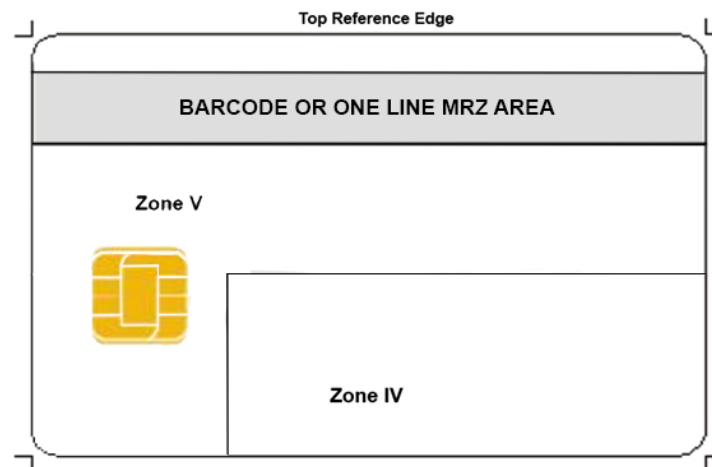 Top Reference Edge
BARCODE OR ONE LINE MRZ AREA
Zone V
Zone IV